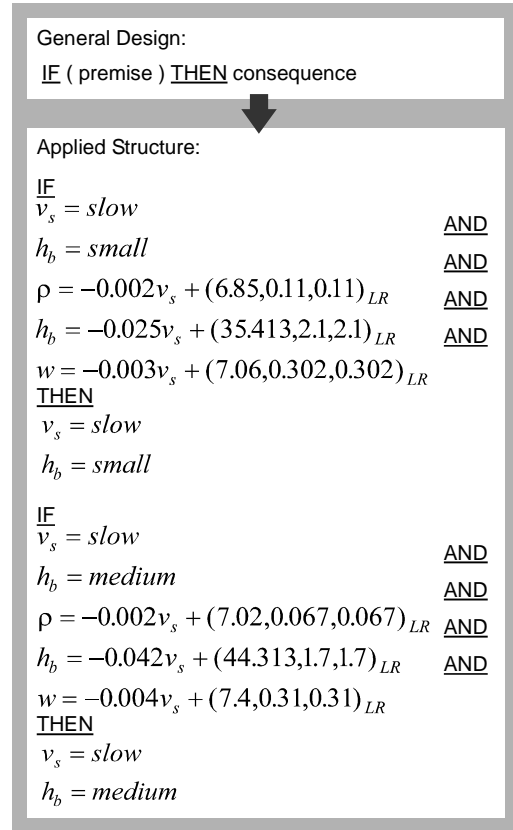 General Design:
IF ( premise ) THEN consequence
Applied Structure:
IF
v_s = slow AND
h_b = small AND
ρ = −0.002v_s + (6.85,0.11,0.11)_LR AND
h_b = −0.025v_s + (35.413,2.1,2.1)_LR AND
w = −0.003v_s + (7.06,0.302,0.302)_LR
THEN
v_s = slow
h_b = small
IF
v_s = slow AND
h_b = medium AND
ρ = −0.002v_s + (7.02,0.067,0.067)_LR AND
h_b = −0.042v_s + (44.313,1.7,1.7)_LR AND
w = −0.004v_s + (7.4,0.31,0.31)_LR
THEN
v_s = slow
h_b = medium